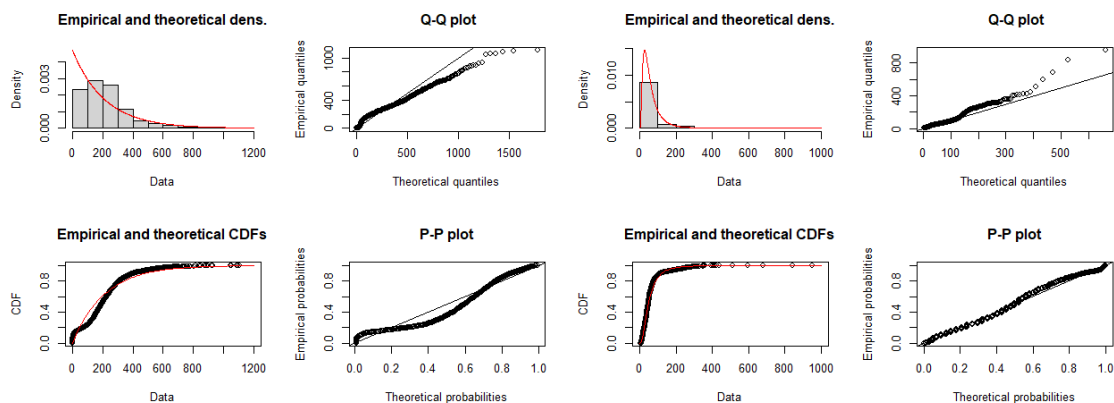 Empirical and theoretical dens.
Density
0.000
0.003
0
200
400
600
800
1200
Data
Q-Q plot
Empirical quantiles
0
400
1000
0
500
1000
1500
Theoretical quantiles
Empirical and theoretical dens.
Density
0.000
0.010
0
200
400
600
800
1000
Data
Q-Q plot
Empirical quantiles
0
400
800
0
100
300
500
Theoretical quantiles
Empirical and theoretical CDFs
CDF
0.0
0.4
0.8
0
200
400
600
800
1200
Data
P-P plot
Empirical probabilities
0.0
0.4
0.8
0.0
0.2
0.4
0.6
0.8
1.0
Theoretical probabilities
Empirical and theoretical CDFs
CDF
0.0
0.4
0.8
0
200
400
600
800
1000
Data
P-P plot
Empirical probabilities
0.0
0.4
0.8
0.0
0.2
0.4
0.6
0.8
1.0
Theoretical probabilities